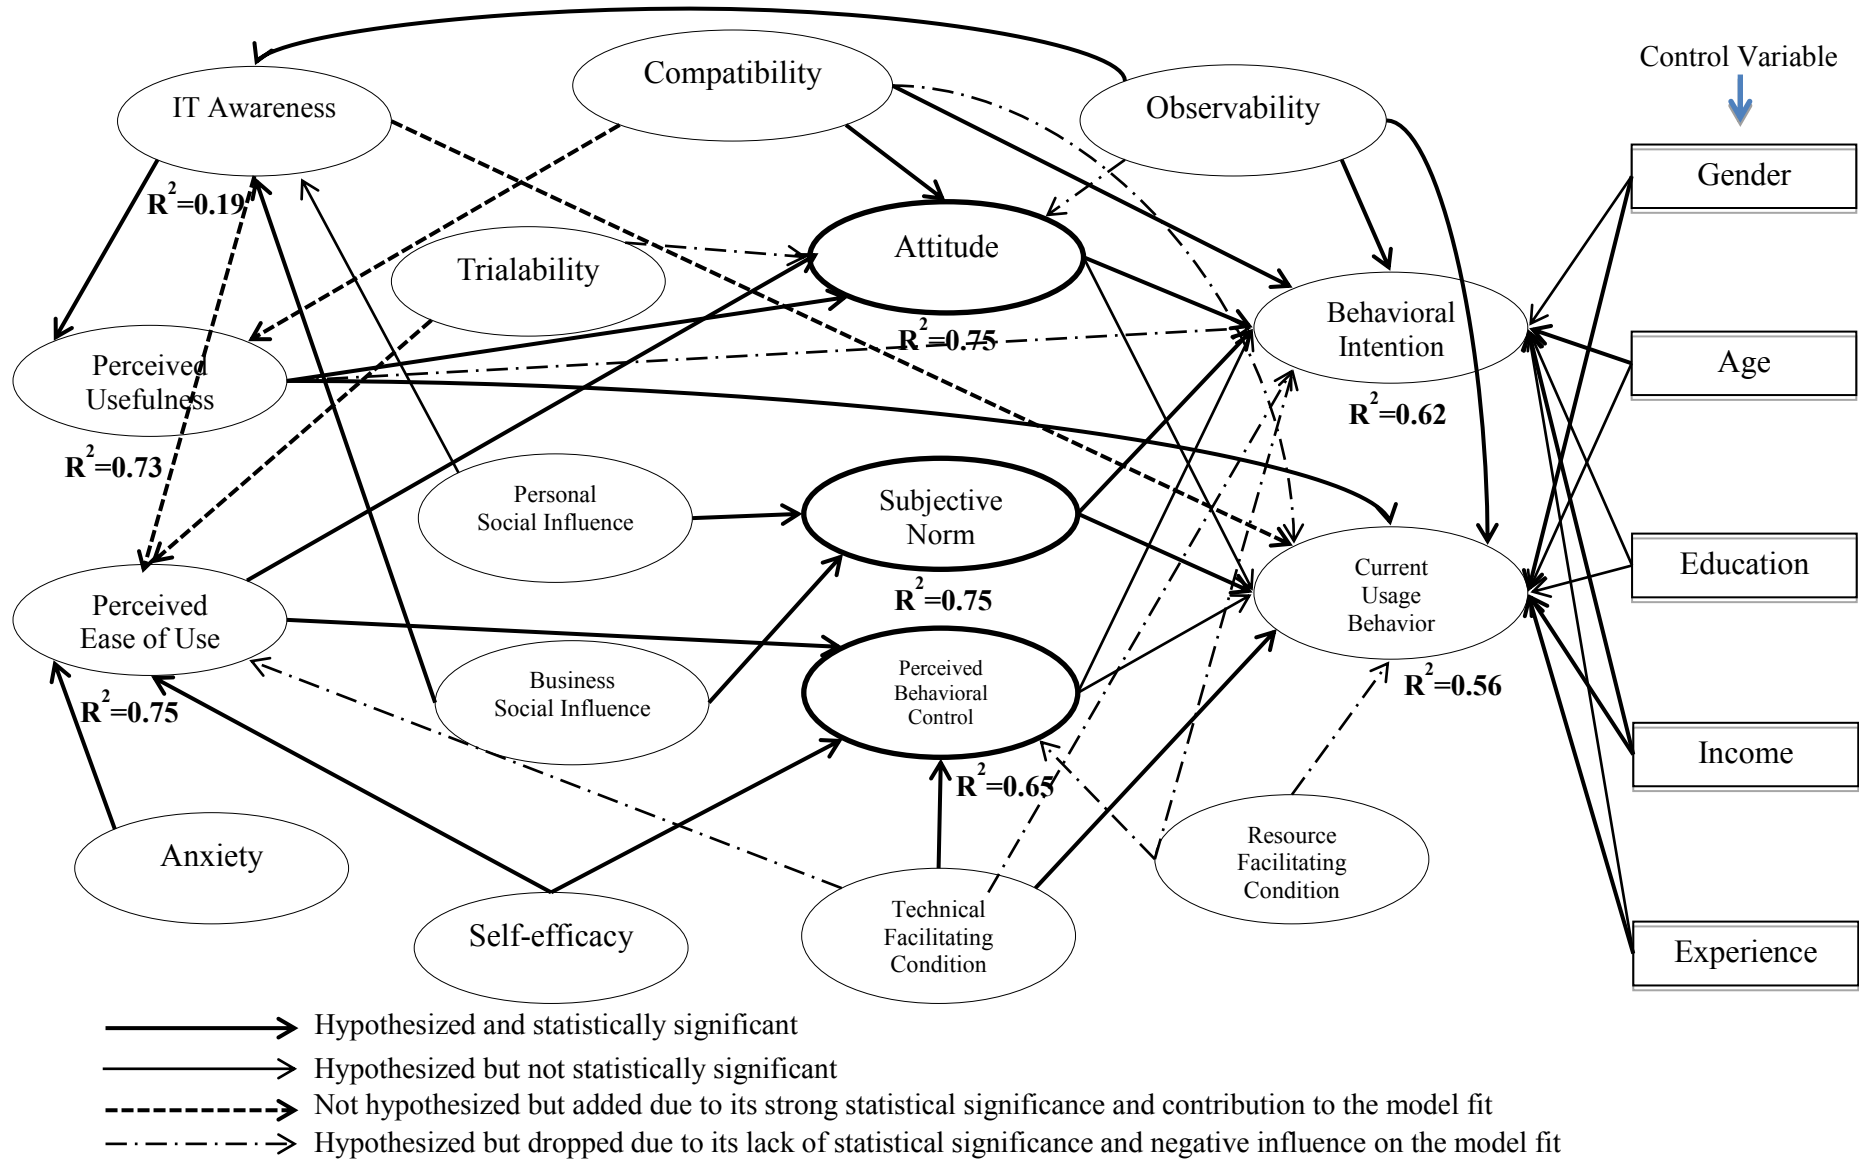 Control Variable
Compatibility
IT Awareness
Observability
Gender
R²=0.19
Attitude
Trialability
Behavioral
Intention
R²=0.75
Age
Perceived
Usefulness
R²=0.62
R²=0.73
Personal
Social Influence
Subjective
Norm
R²=0.75
Current
Usage
Behavior
Education
Perceived
Ease of Use
R²=0.75
Business
Social Influence
Perceived
Behavioral
Control
R²=0.65
R²=0.56
Income
Anxiety
Self-efficacy
Technical
Facilitating
Condition
Resource
Facilitating
Condition
Experience
Hypothesized and statistically significant
Hypothesized but not statistically significant
Not hypothesized but added due to its strong statistical significance and contribution to the model fit
Hypothesized but dropped due to its lack of statistical significance and negative influence on the model fit